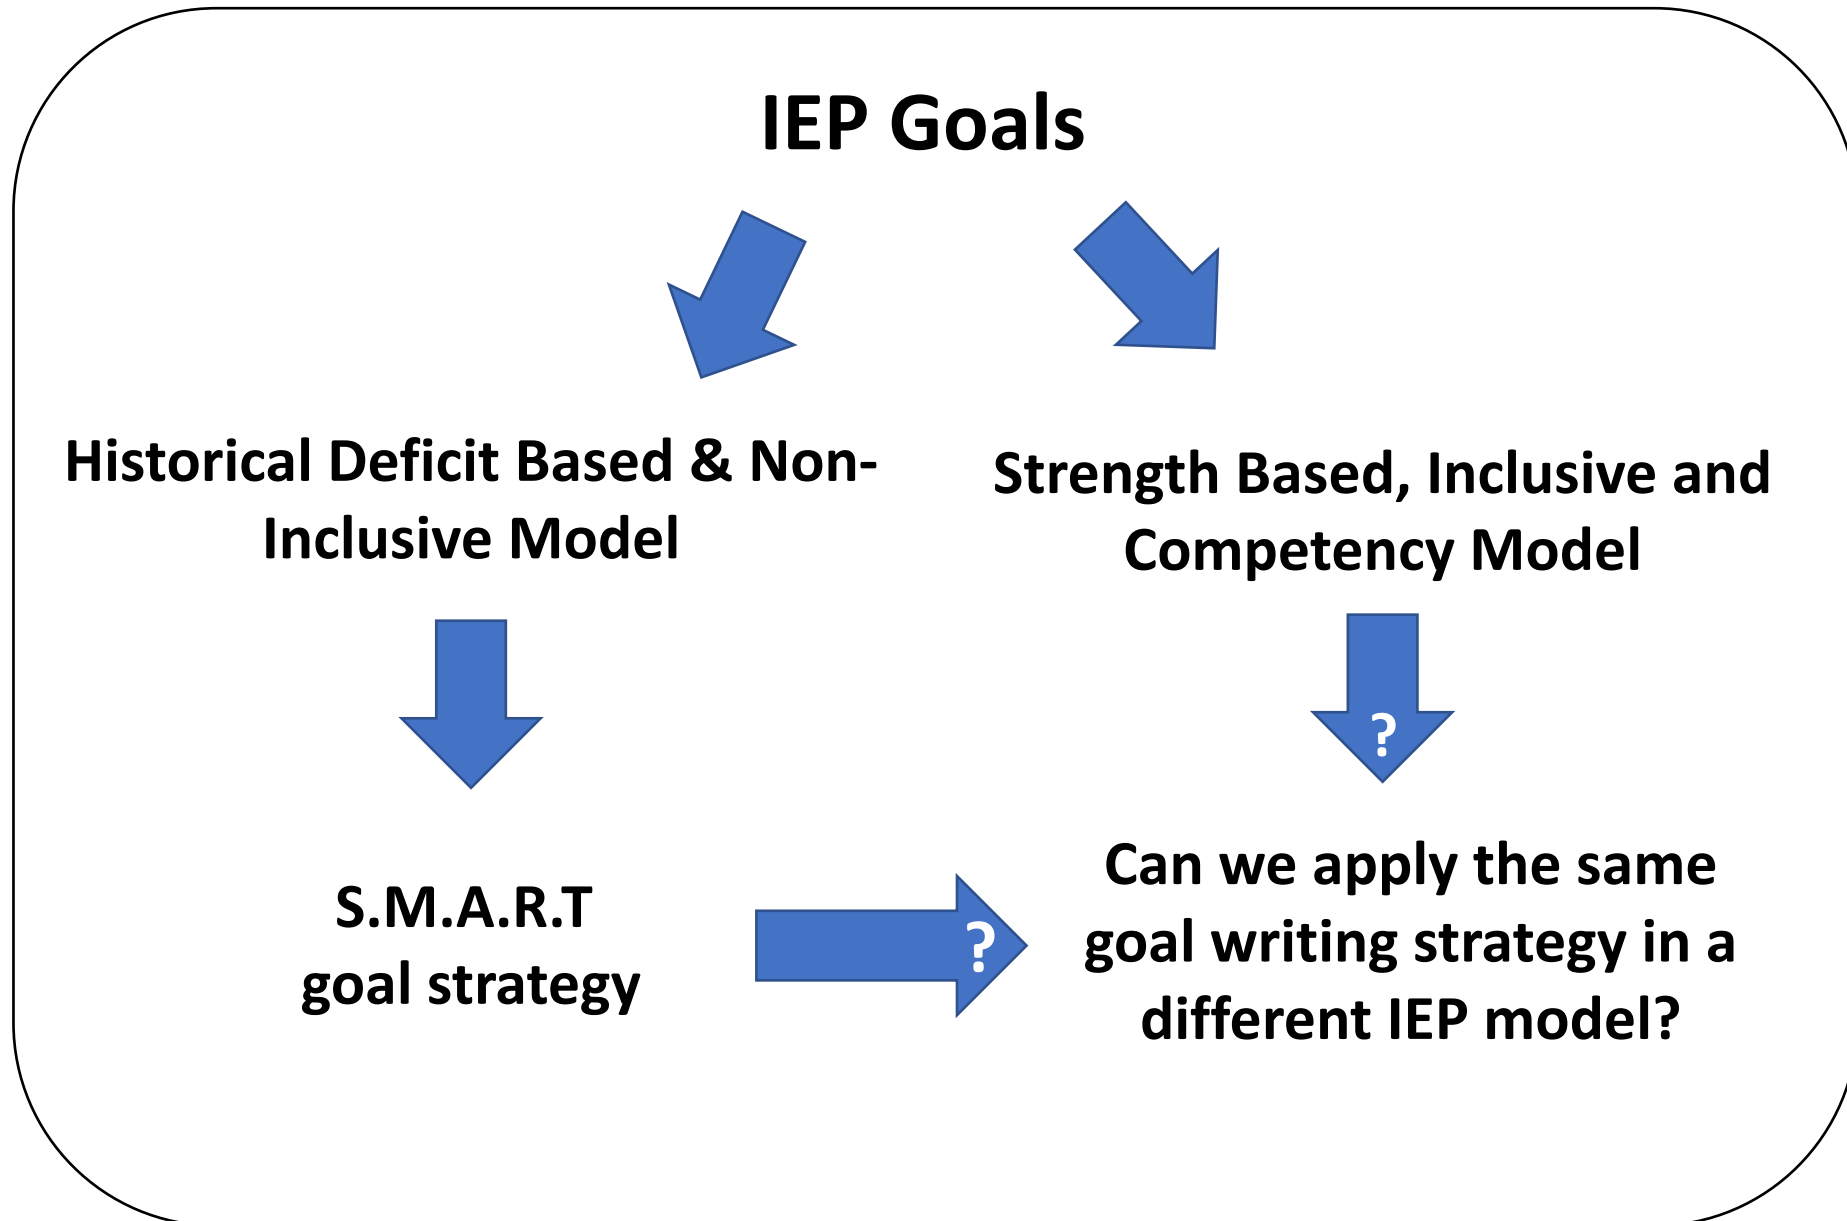 IEP Goals
Historical Deficit Based & Non-
Inclusive Model
Strength Based, Inclusive and
Competency Model
?
S.M.A.R.T
goal strategy
?
Can we apply the same
goal writing strategy in a
different IEP model?